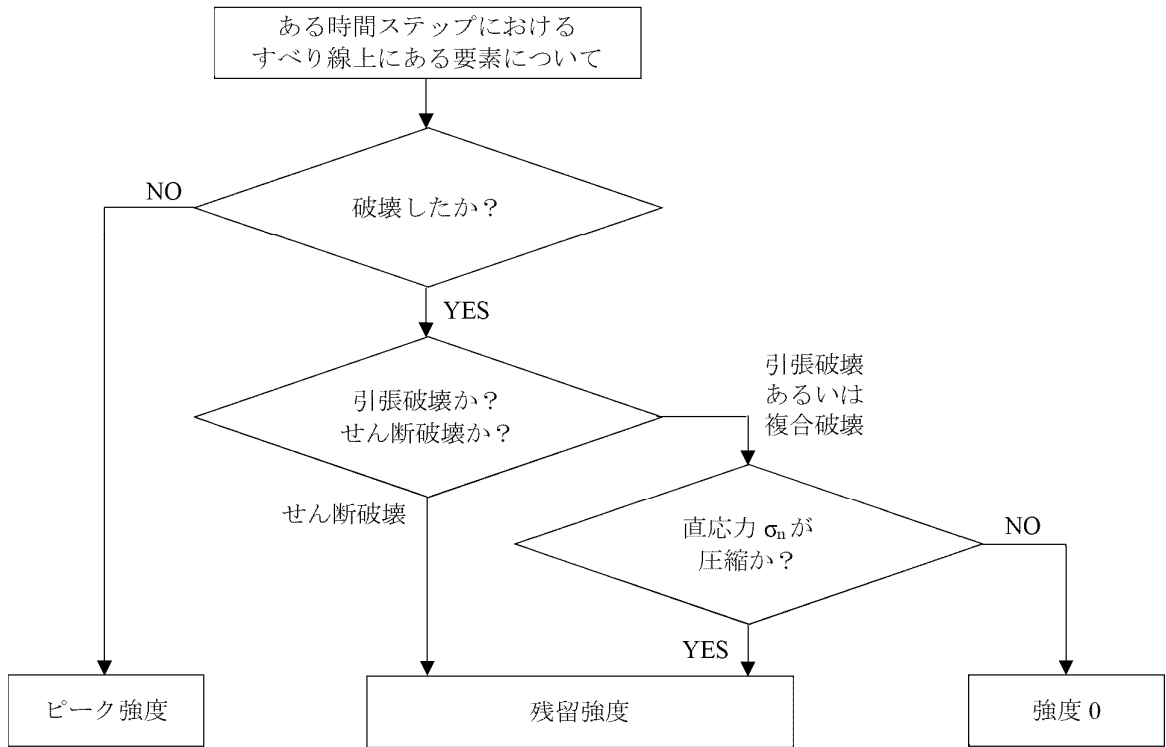 ある時間ステップにおける
すべり線上にある要素について
NO
破壊したか？
YES
引張破壊か？
せん断破壊か？
引張破壊
あるいは
複合破壊
せん断破壊
直応力 σn が
圧縮か？
NO
YES
ピーク強度
残留強度
強度 0